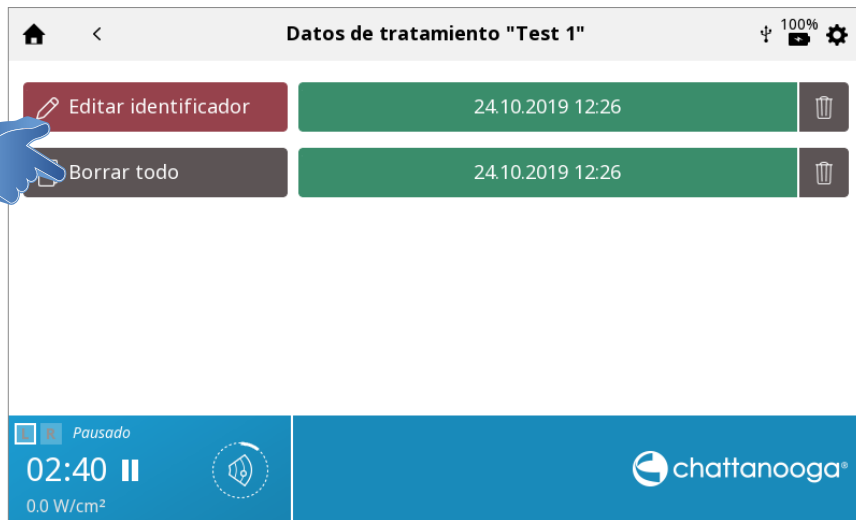 Datos de tratamiento "Test 1"
100%
Editar identificador
24.10.2019 12:26
Borrar todo
24.10.2019 12:26
L R Pausado
02:40
0.0 W/cm²
chattanooga®